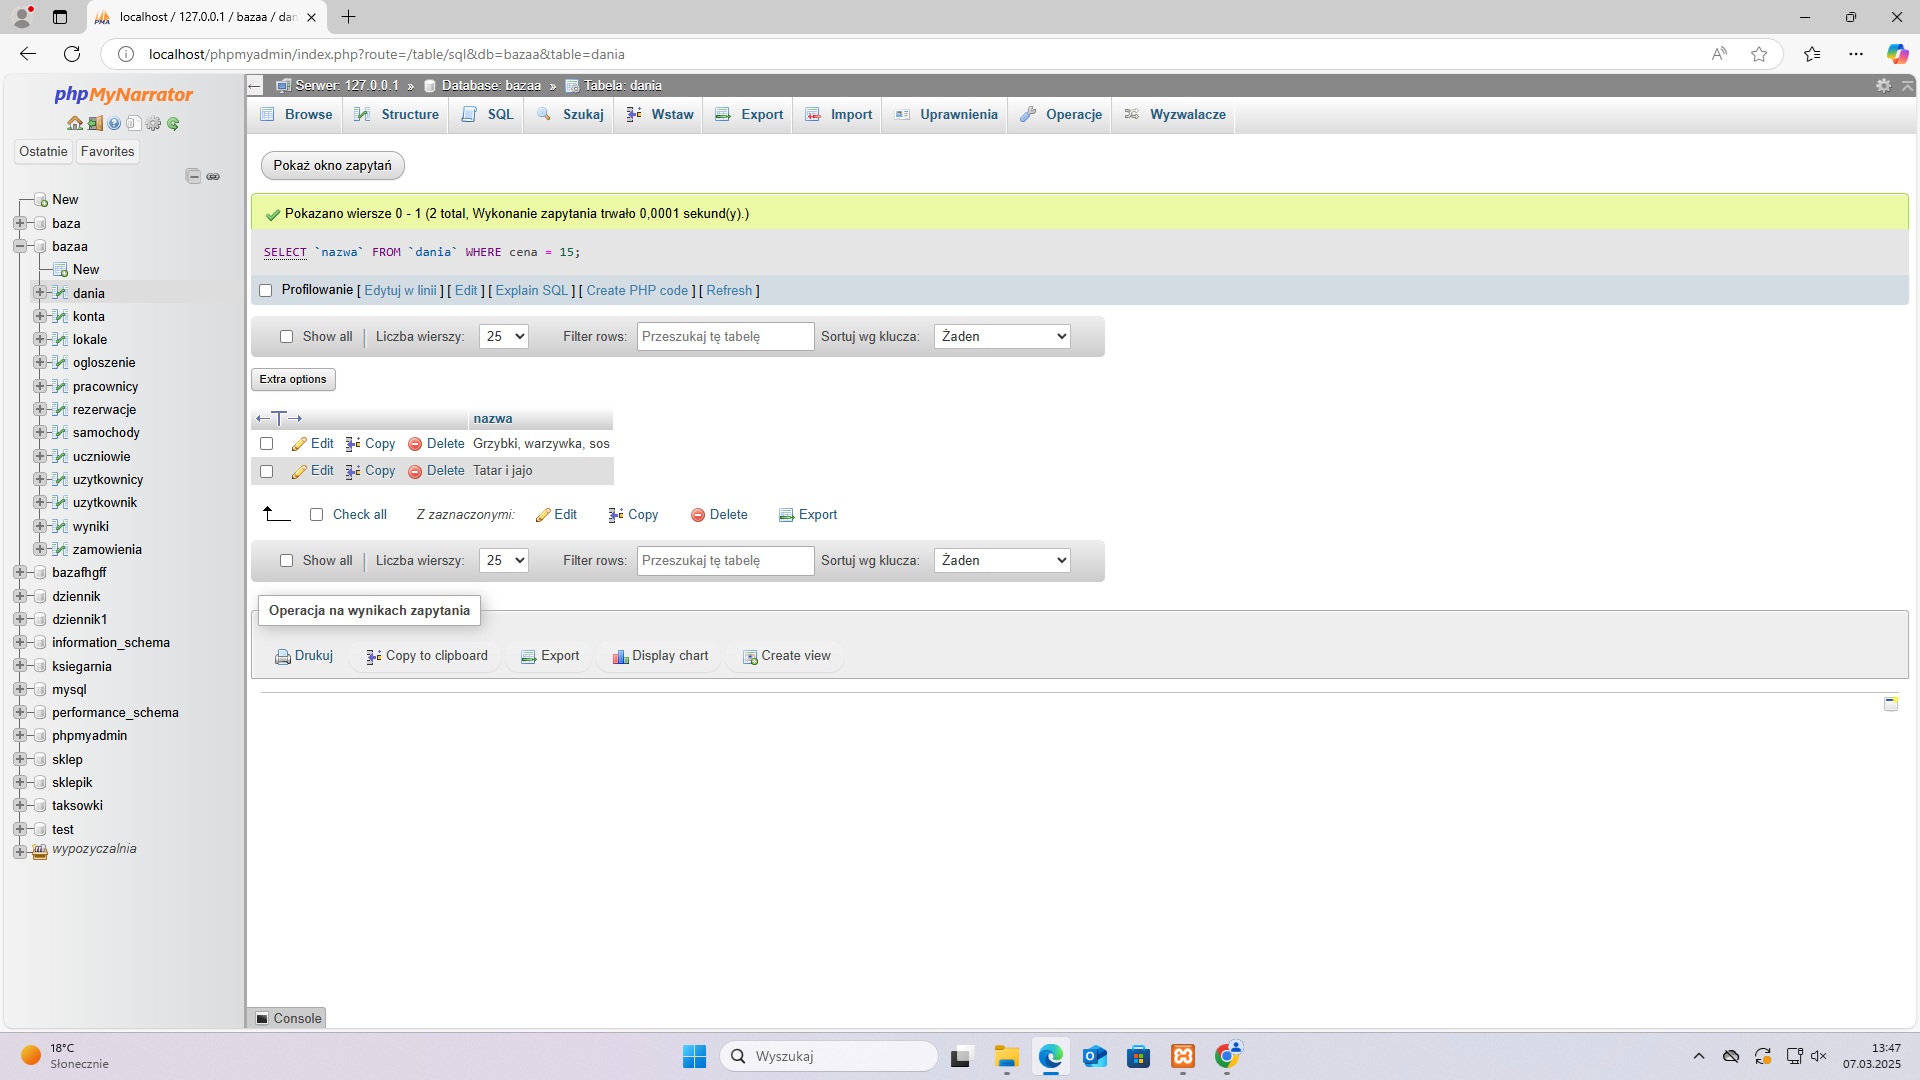 localhost / 127.0.0.1 / bazaa / dan
localhost/phpmyadmin/index.php?route=/table/sql&db=bazaa&table=dania
phpMyNarrator
Ostatnie Favorites
New
baza
bazaa
New
dania
konta
lokale
ogloszenie
pracownicy
rezerwacje
samochody
uczniowie
uzytkownicy
uzytkownik
wyniki
zamowienia
bazafhgff
dziennik
dziennik1
information_schema
ksiegarnia
mysql
performance_schema
phpmyadmin
sklep
sklepik
taksowki
test
wypozyczalnia
Serwer: 127.0.0.1 » Database: bazaa » Tabela: dania
Browse Structure SQL Szukaj Wstaw Export Import Uprawnienia Operacje Wyzwalacze
Pokaż okno zapytań
Pokazano wiersze 0 - 1 (2 total, Wykonanie zapytania trwało 0,0001 sekund(y).)
SELECT `nazwa` FROM `dania` WHERE cena = 15;
Profilowanie [ Edytuj w linii ] [ Edit ] [ Explain SQL ] [ Create PHP code ] [ Refresh ]
Show all | Liczba wierszy: 25 Filter rows: Przeszukaj tę tabelę Sortuj wg klucza: Żaden
Extra options
←T→ nazwa
Edit Copy Delete Grzybki, warzywka, sos
Edit Copy Delete Tatar i jajo
Check all Z zaznaczonymi: Edit Copy Delete Export
Show all | Liczba wierszy: 25 Filter rows: Przeszukaj tę tabelę Sortuj wg klucza: Żaden
Operacja na wynikach zapytania
Drukuj Copy to clipboard Export Display chart Create view
Console
18°C
Słonecznie
Wyszukaj
13:47
07.03.2025